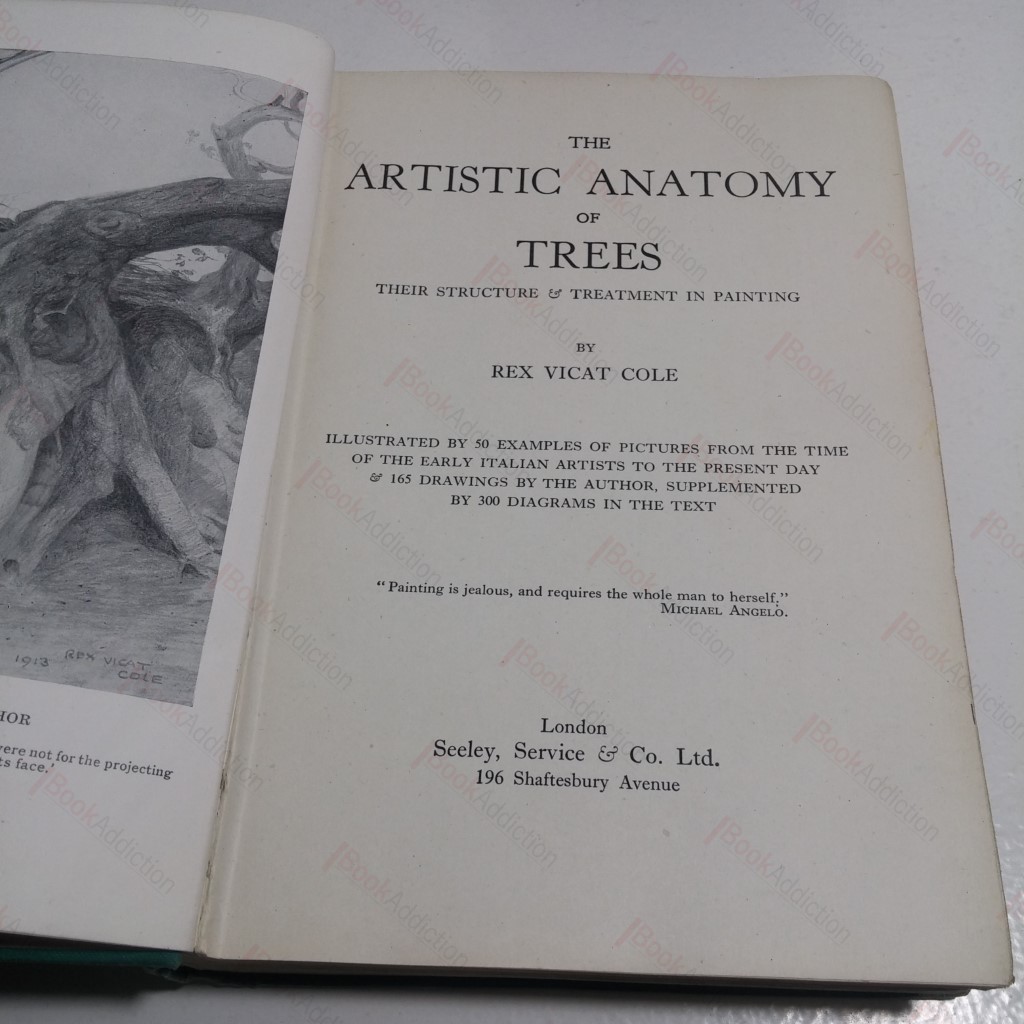 1913 REX VICAT
COLE
HOR
were not for the projecting
ts face.'
THE
ARTISTIC ANATOMY
OF
TREES
THEIR STRUCTURE & TREATMENT IN PAINTING
BY
REX VICAT COLE
ILLUSTRATED BY 50 EXAMPLES OF PICTURES FROM THE TIME
OF THE EARLY ITALIAN ARTISTS TO THE PRESENT DAY
& 165 DRAWINGS BY THE AUTHOR, SUPPLEMENTED
BY 300 DIAGRAMS IN THE TEXT
"Painting is jealous, and requires the whole man to herself."
MICHAEL ANGELO.
London
Seeley, Service & Co. Ltd.
196 Shaftesbury Avenue
BookAddiction